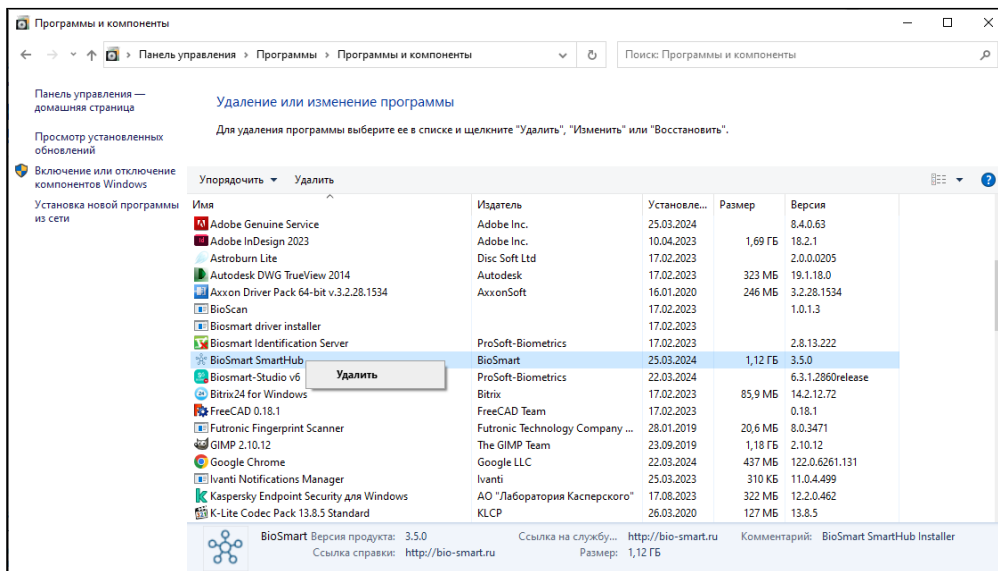 Программы и компоненты
Панель управления › Программы › Программы и компоненты
Поиск: Программы и компоненты
Панель управления —
домашняя страница
Просмотр установленных
обновлений
Включение или отключение
компонентов Windows
Установка новой программы
из сети
Удаление или изменение программы
Для удаления программы выберите ее в списке и щелкните "Удалить", "Изменить" или "Восстановить".
Упорядочить Удалить
Имя Издатель Установле... Размер Версия
Adobe Genuine Service Adobe Inc. 25.03.2024 8.4.0.63
Adobe InDesign 2023 Adobe Inc. 10.04.2023 1,69 ГБ 18.2.1
Astroburn Lite Disc Soft Ltd 17.02.2023 2.0.0.0205
Autodesk DWG TrueView 2014 Autodesk 17.02.2023 323 МБ 19.1.18.0
Axxon Driver Pack 64-bit v.3.2.28.1534 AxxonSoft 16.01.2020 246 МБ 3.2.28.1534
BioScan 17.02.2023 1.0.1.3
Biosmart driver installer 17.02.2023
Biosmart Identification Server ProSoft-Biometrics 17.02.2023 2.8.13.222
BioSmart SmartHub BioSmart 25.03.2024 1,12 ГБ 3.5.0
Biosmart-Studio v6 ProSoft-Biometrics 22.03.2024 6.3.1.2860release
Удалить
Bitrix24 for Windows Bitrix 17.02.2023 85,9 МБ 14.2.12.72
FreeCAD 0.18.1 FreeCAD Team 17.02.2023 0.18.1
Futronic Fingerprint Scanner Futronic Technology Company ... 28.01.2019 20,6 МБ 8.0.3471
GIMP 2.10.12 The GIMP Team 23.09.2019 1,18 ГБ 2.10.12
Google Chrome Google LLC 22.03.2024 437 МБ 122.0.6261.131
Ivanti Notifications Manager Ivanti 25.03.2023 310 КБ 11.0.4.499
Kaspersky Endpoint Security для Windows АО "Лаборатория Касперского" 17.08.2023 322 МБ 12.2.0.462
K-Lite Codec Pack 13.8.5 Standard KLCP 26.03.2020 127 МБ 13.8.5
BioSmart Версия продукта: 3.5.0 Ссылка на службу... http://bio-smart.ru Комментарий: BioSmart SmartHub Installer
Ссылка справки: http://bio-smart.ru Размер: 1,12 ГБ